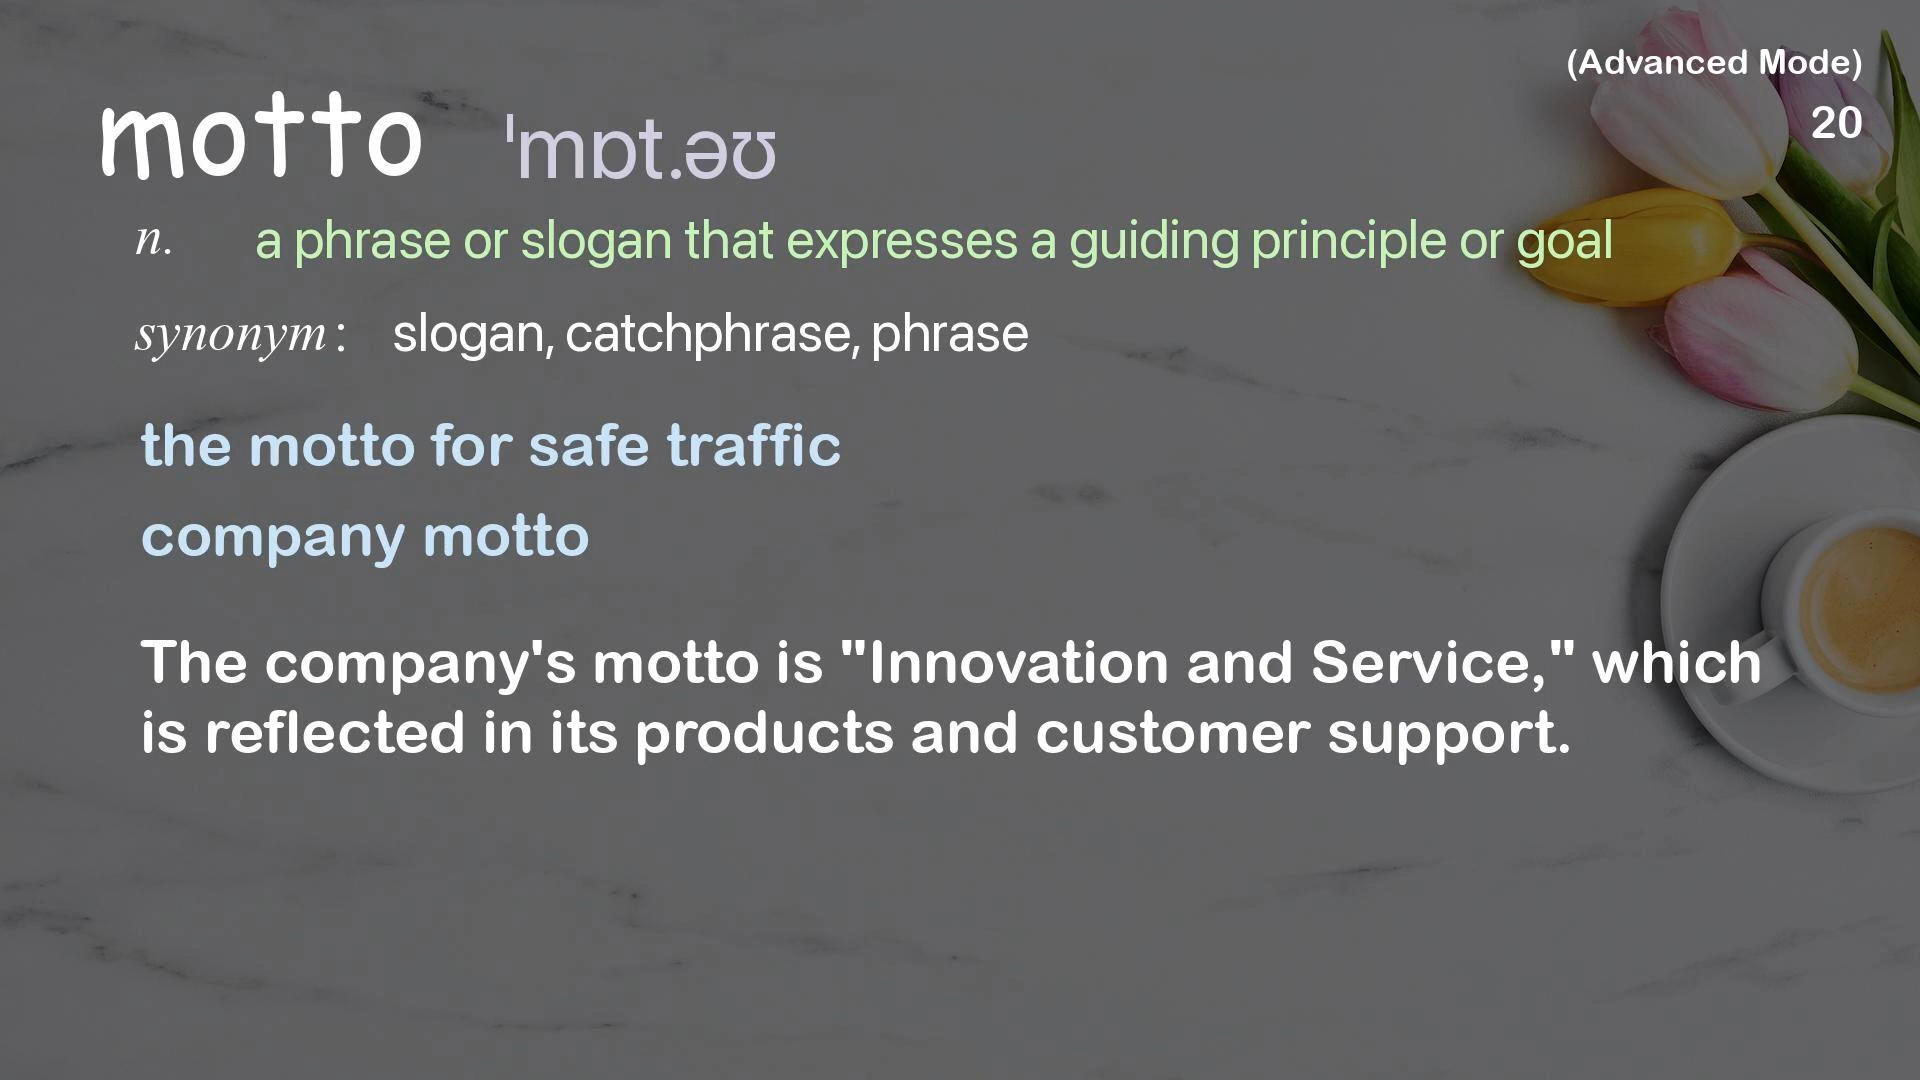 (Advanced Mode)
20
motto ˈmɒt.əʊ
n. a phrase or slogan that expresses a guiding principle or goal
synonym: slogan, catchphrase, phrase
the motto for safe traffic
company motto
The company's motto is "Innovation and Service," which
is reflected in its products and customer support.